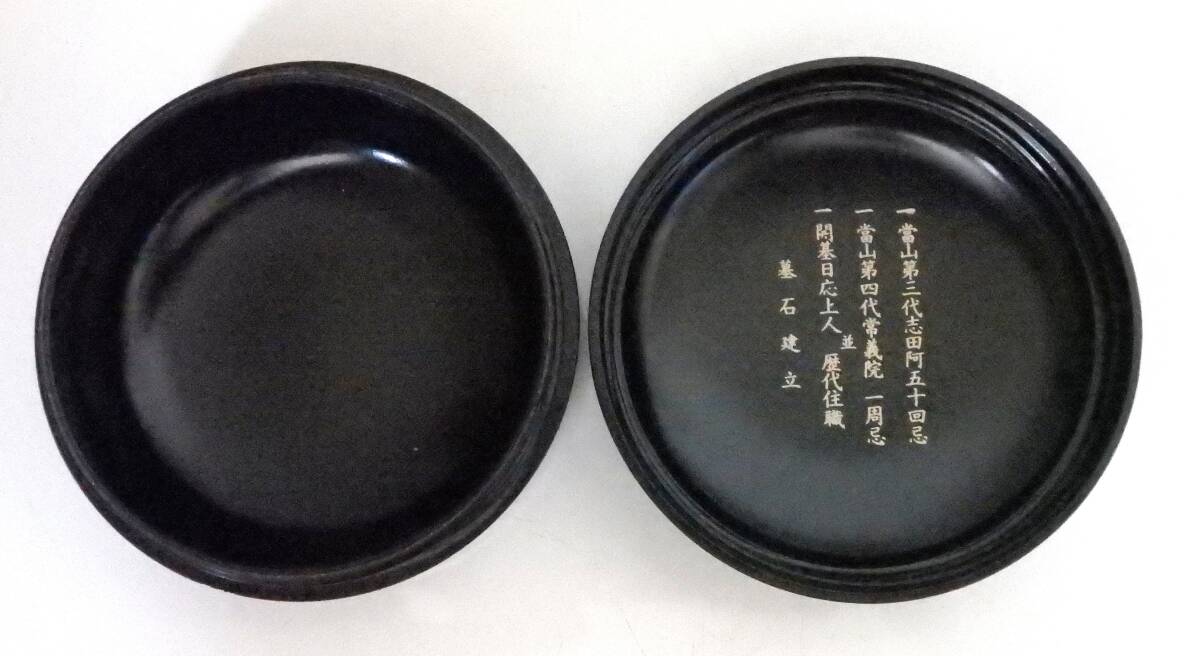 一 當山第三代志田阿五十回忌
一 當山第四代常義院 一周忌
一 開基日応上人 並 歴代住職
墓石建立